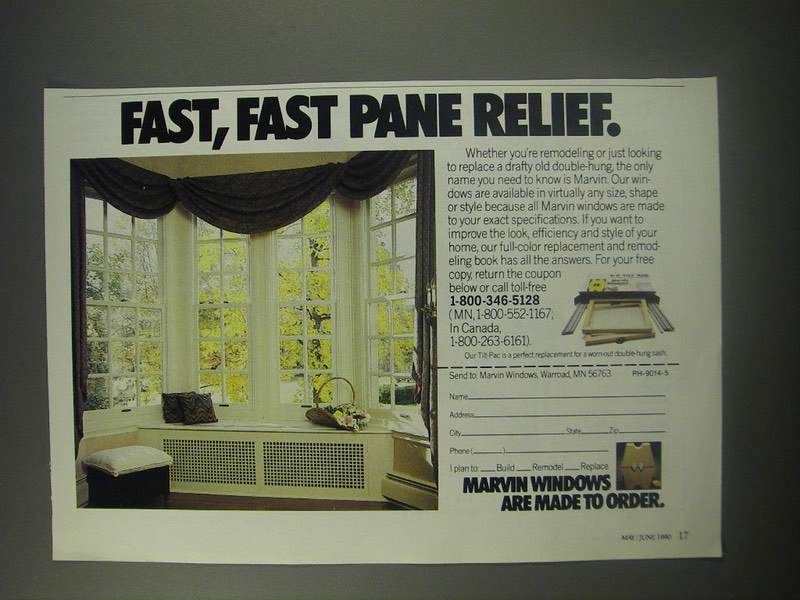 FAST, FAST PANE RELIEF.
Whether you're remodeling or just looking
to replace a drafty old double-hung, the only
name you need to know is Marvin. Our win-
dows are available in virtually any size, shape
or style because all Marvin windows are made
to your exact specifications. If you want to
improve the look, efficiency and style of your
home, our full-color replacement and remod-
eling book has all the answers. For your free
copy, return the coupon
below or call toll-free
1-800-346-5128
(MN, 1-800-552-1167;
In Canada,
1-800-263-6161).
Our Tilt-Pac is a perfect replacement for a worn-out double-hung sash.
Send to: Marvin Windows, Warroad, MN 56763. PH-9014-5
Name
Address
City State Zip
Phone ( )
I plan to: Build Remodel Replace
MARVIN WINDOWS
ARE MADE TO ORDER.
MAY/JUNE 1990 17